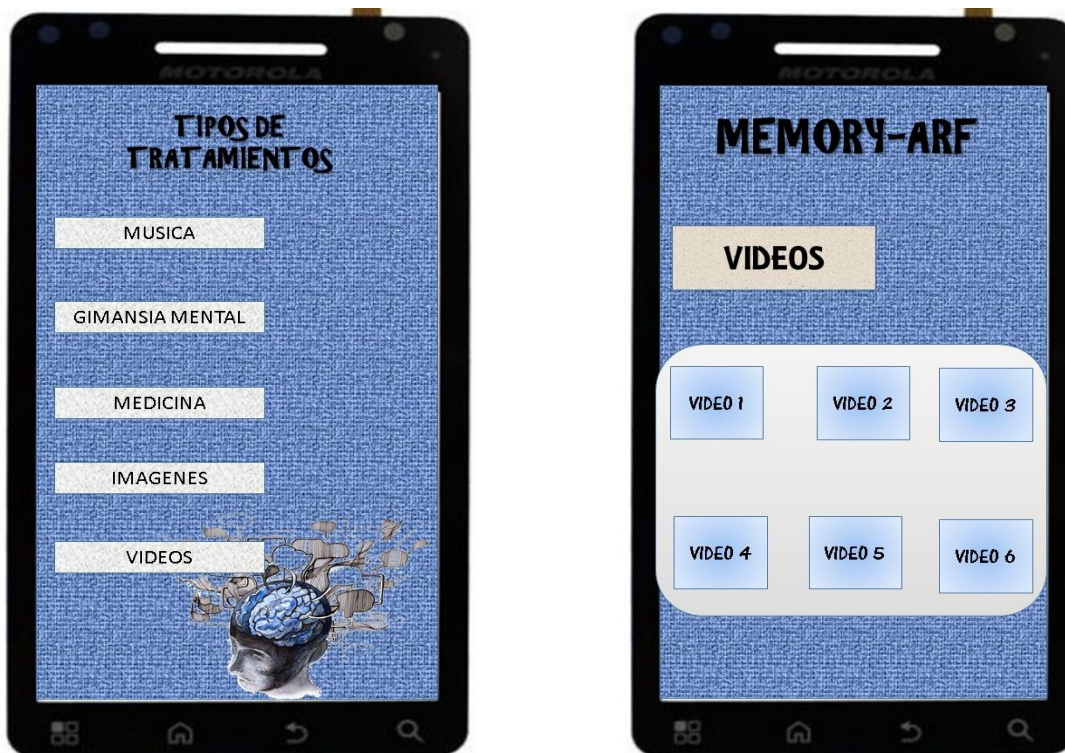 MOTOROLA
TIPOS DE
TRATAMIENTOS
MUSICA
GIMANSIA MENTAL
MEDICINA
IMAGENES
VIDEOS
MOTOROLA
MEMORY-ARF
VIDEOS
VIDEO 1
VIDEO 2
VIDEO 3
VIDEO 4
VIDEO 5
VIDEO 6